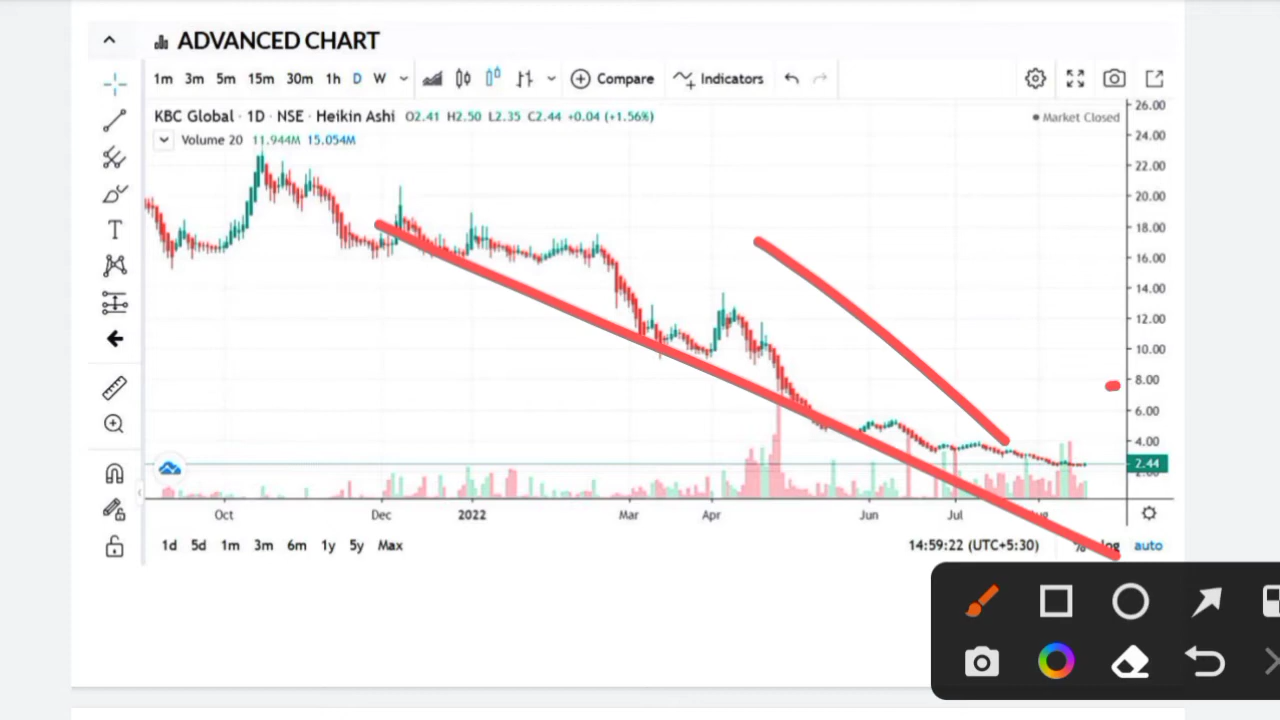 ADVANCED CHART
1m 3m 5m 15m 30m 1h D W Compare Indicators
KBC Global · 1D · NSE · Heikin Ashi O2.41 H2.50 L2.35 C2.44 +0.04 (+1.56%)
Market Closed
Volume 20 11.944M 15.054M
26.00
24.00
22.00
20.00
18.00
16.00
14.00
12.00
10.00
8.00
6.00
4.00
2.44
Oct Dec 2022 Mar Apr Jun Jul
1d 5d 1m 3m 6m 1y 5y Max 14:59:22 (UTC+5:30) % log auto